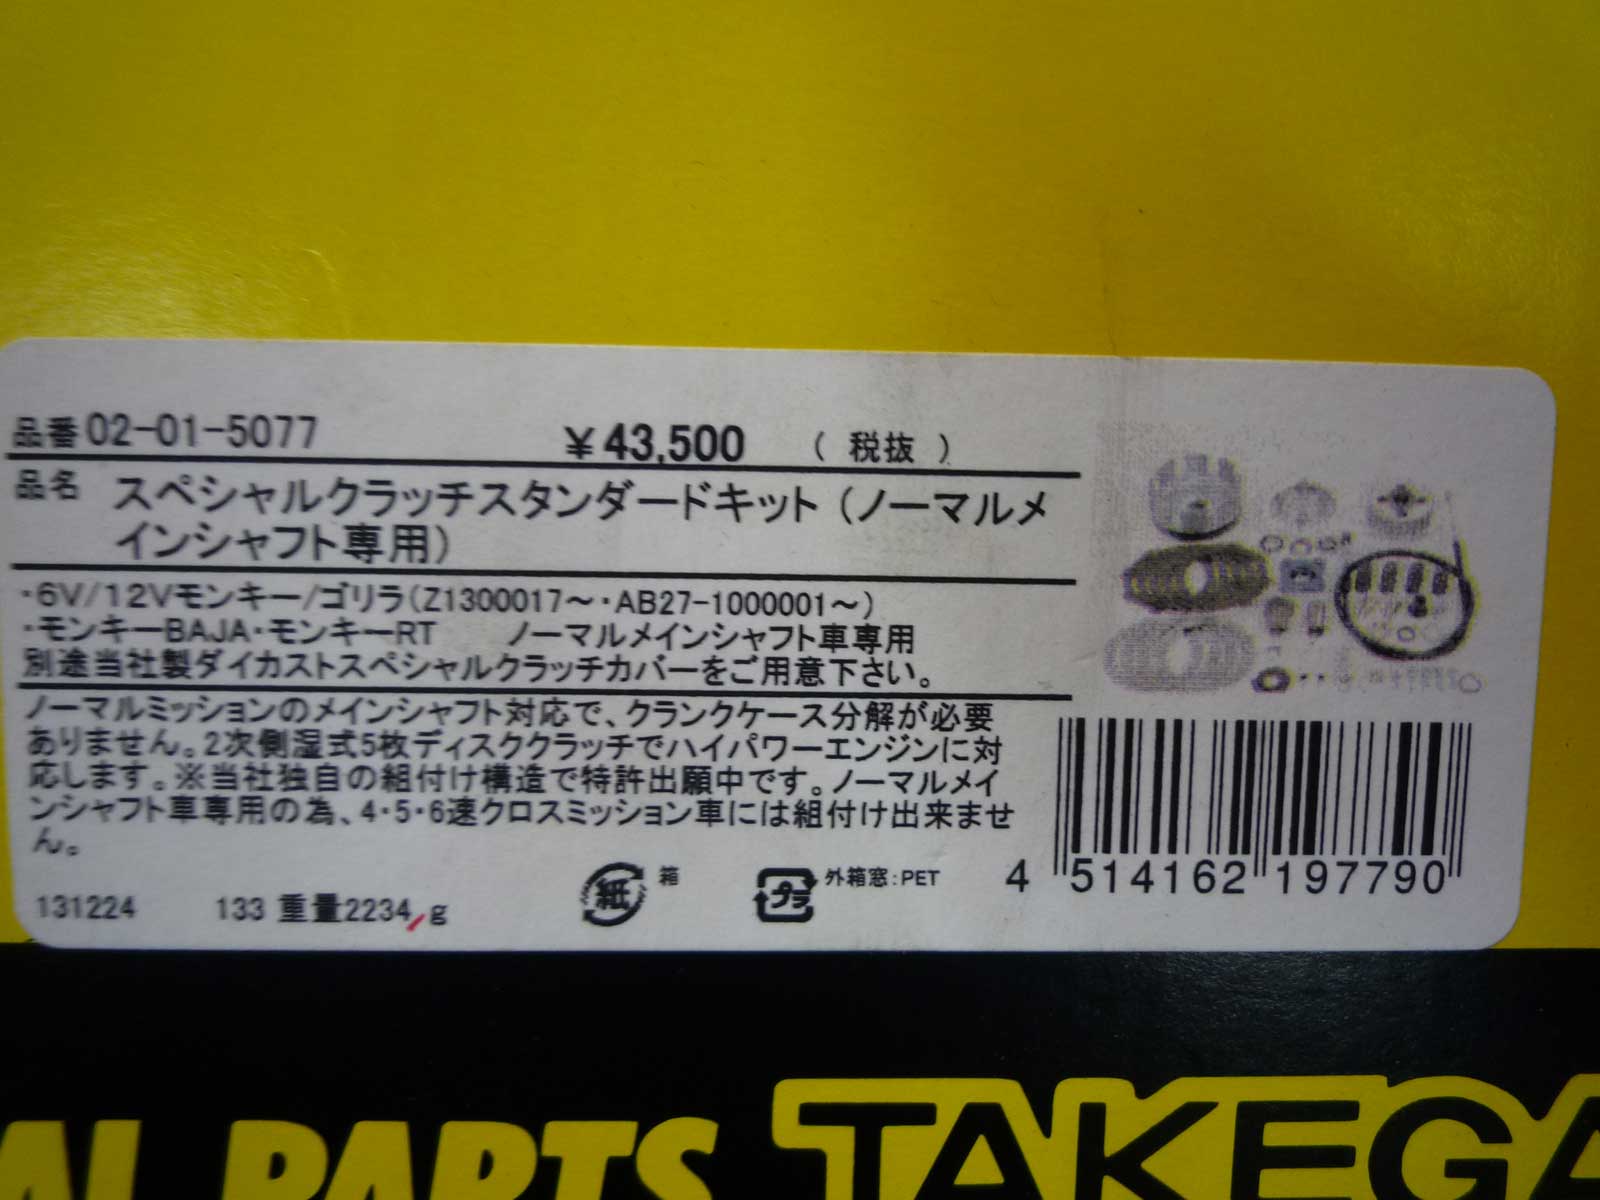 品番 02-01-5077 ¥43,500 ( 税抜 )
品名 スペシャルクラッチスタンダードキット(ノーマルメ
インシャフト専用)
・6V/12Vモンキー/ゴリラ(Z1300017～・AB27-1000001～)
・モンキーBAJA・モンキーRT ノーマルメインシャフト車専用
別途当社製ダイカストスペシャルクラッチカバーをご用意下さい。
ノーマルミッションのメインシャフト対応で、クランクケース分解が必要
ありません。2次側湿式5枚ディスククラッチでハイパワーエンジンに対
応します。※当社独自の組付け構造で特許出願中です。ノーマルメイ
ンシャフト車専用の為、4・5・6速クロスミッション車には組付け出来ませ
ん。
131224 133 重量2234 g 紙 箱 プラ 外箱窓:PET
4 514162 197790
AL PARTS TAKEGA